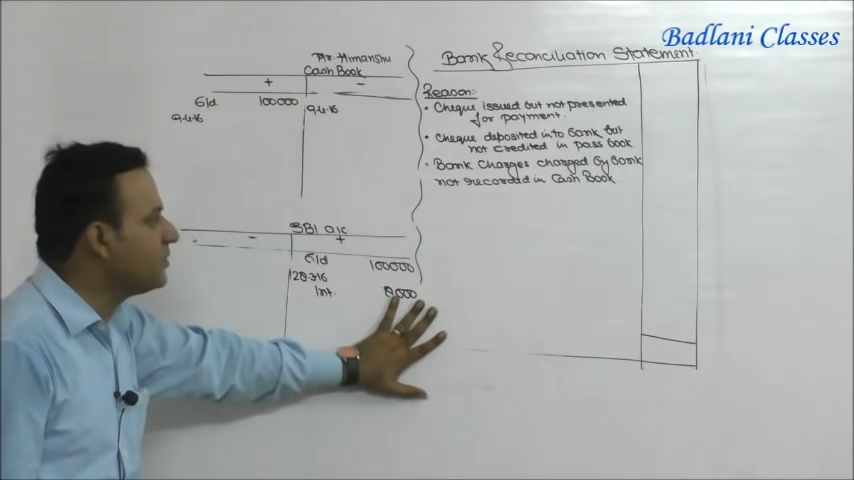 Badlani Classes
Mr. Himanshu
Cash Book
+ -
b/d 100000 9.4.16
9.4.16
SBI a/c
- +
b/d 100000
28.3.16
Int.
Bank Reconciliation Statement
Reason:-
• Cheque issued but not presented
for payment.
• Cheque deposited into bank but
not credited in pass book
• Bank charges charged by bank
not recorded in Cash Book